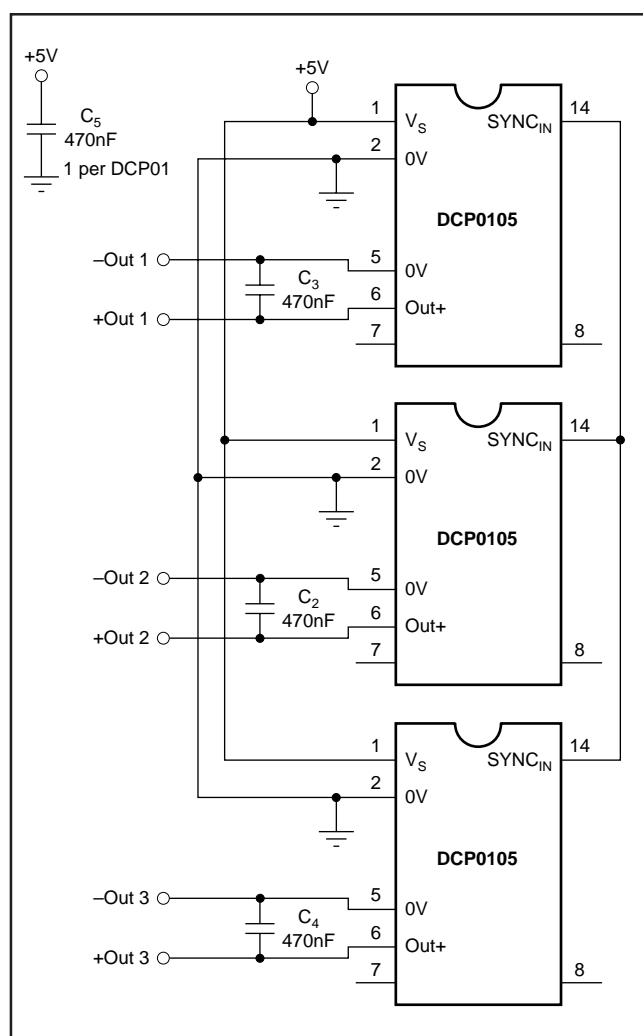 +5V
C5
470nF
1 per DCP01
+5V
1
VS
SYNCIN
14
2
0V
DCP0105
–Out 1
C3
470nF
5
0V
+Out 1
6
Out+
7
8
1
VS
SYNCIN
14
2
0V
DCP0105
–Out 2
C2
470nF
5
0V
+Out 2
6
Out+
7
8
1
VS
SYNCIN
14
2
0V
DCP0105
–Out 3
C4
470nF
5
0V
+Out 3
6
Out+
7
8